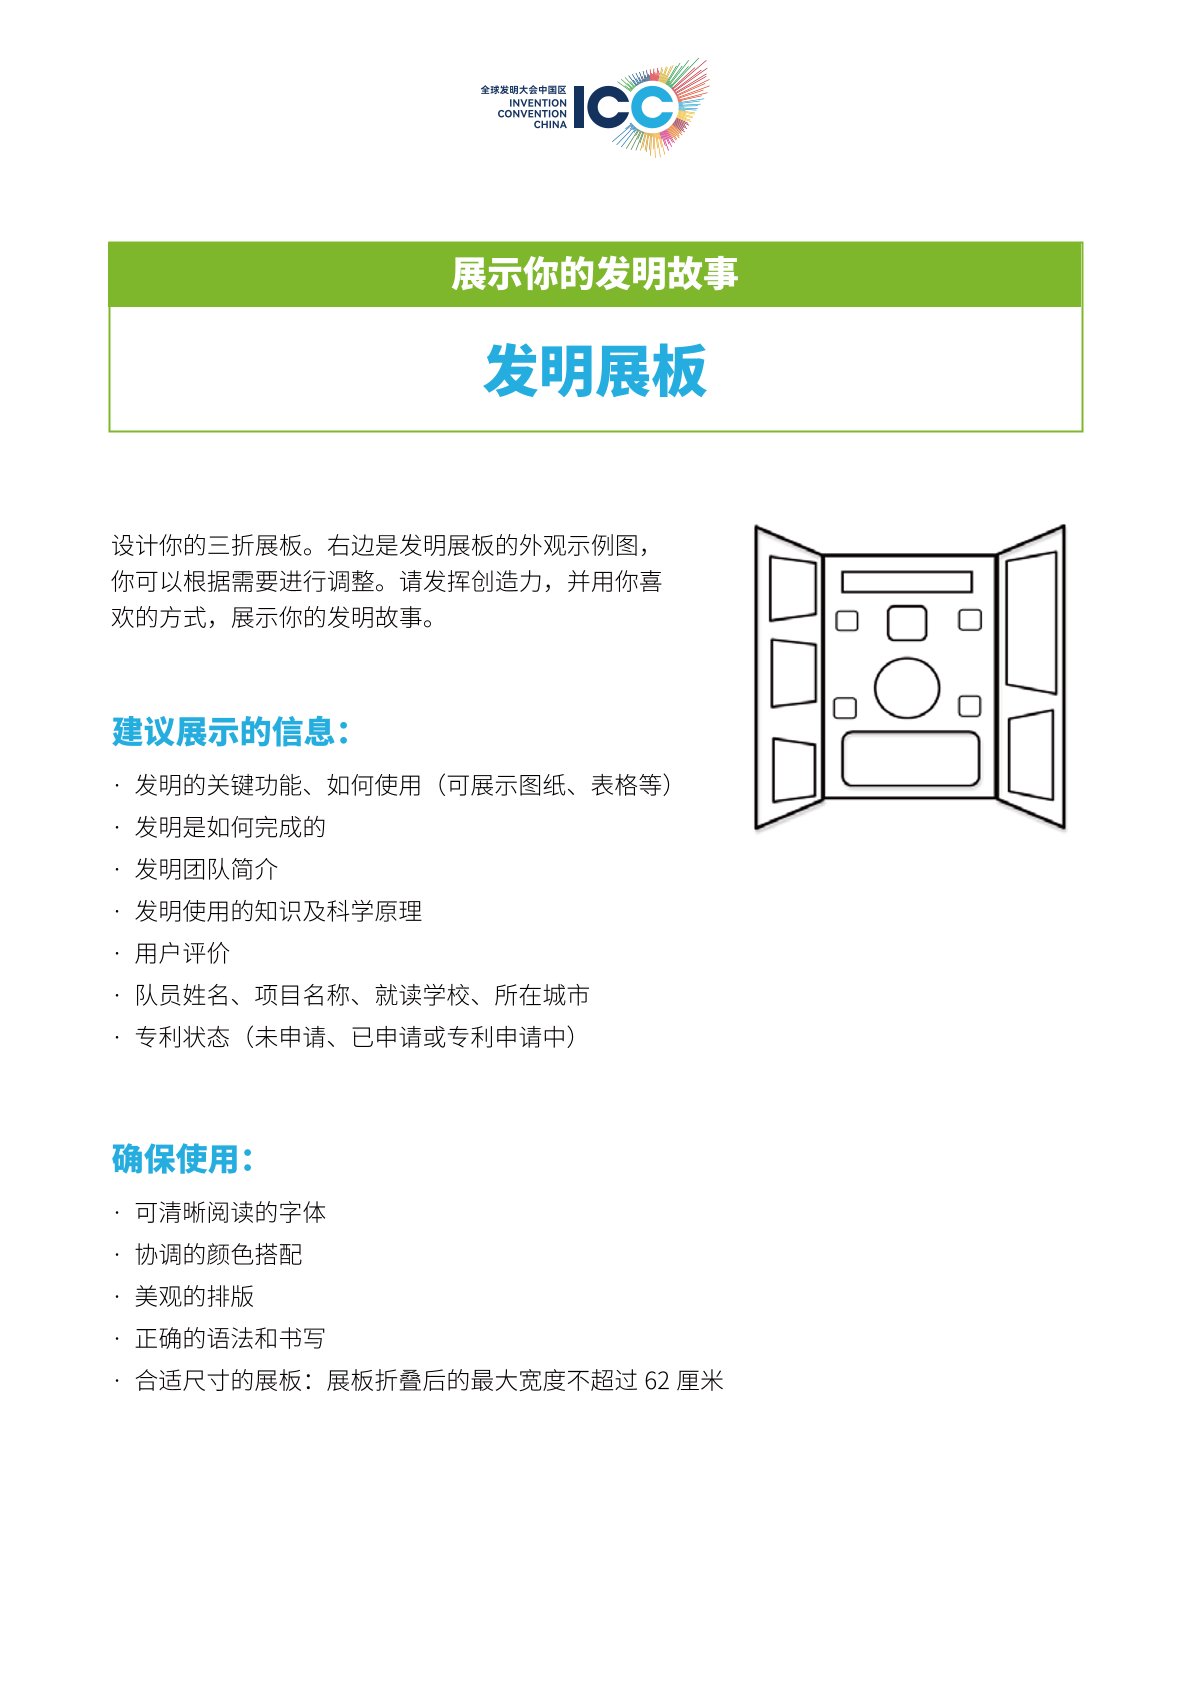 全球发明大会中国区
INVENTION
CONVENTION
CHINA
ICC
展示你的发明故事
发明展板
设计你的三折展板。右边是发明展板的外观示例图，
你可以根据需要进行调整。请发挥创造力，并用你喜
欢的方式，展示你的发明故事。
建议展示的信息：
· 发明的关键功能、如何使用（可展示图纸、表格等）
· 发明是如何完成的
· 发明团队简介
· 发明使用的知识及科学原理
· 用户评价
· 队员姓名、项目名称、就读学校、所在城市
· 专利状态（未申请、已申请或专利申请中）
确保使用：
· 可清晰阅读的字体
· 协调的颜色搭配
· 美观的排版
· 正确的语法和书写
· 合适尺寸的展板：展板折叠后的最大宽度不超过 62 厘米